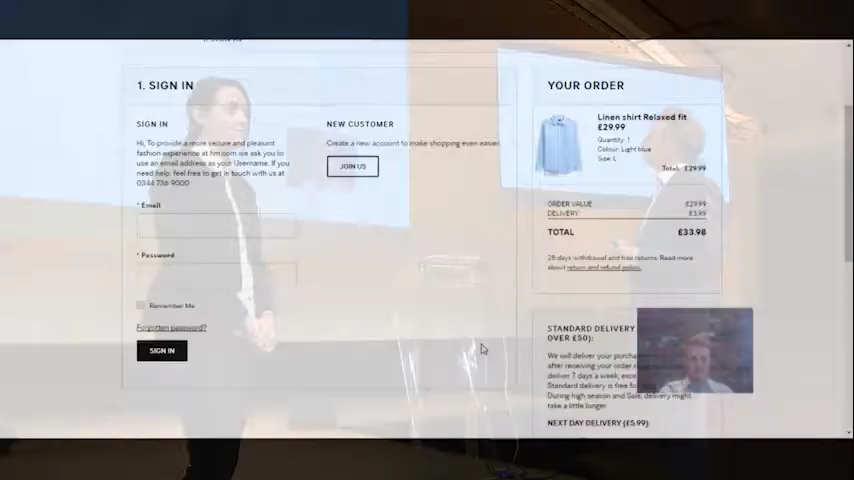 1. SIGN IN
SIGN IN
Hi, To provide a more secure and pleasant
fashion experience at hm.com we ask you to
use an email address as your Username. If you
need help, feel free to get in touch with us at
0344 736 9000
* Email
* Password
Remember Me
Forgotten password?
SIGN IN
NEW CUSTOMER
Create a new account to make shopping even easier.
JOIN US
YOUR ORDER
Linen shirt Relaxed fit
£29.99
Quantity: 1
Colour: Light blue
Size: L
Total: £29.99
ORDER VALUE £29.99
DELIVERY: £3.99
TOTAL £33.98
28 days withdrawal and free returns. Read more
about return and refund policy.
STANDARD DELIVERY
OVER £50):
We will deliver your
after receiving your order
deliver 7 days a week,
Standard delivery is free
During high season and Sale, delivery might
take a little longer.
NEXT DAY DELIVERY (£5.99)